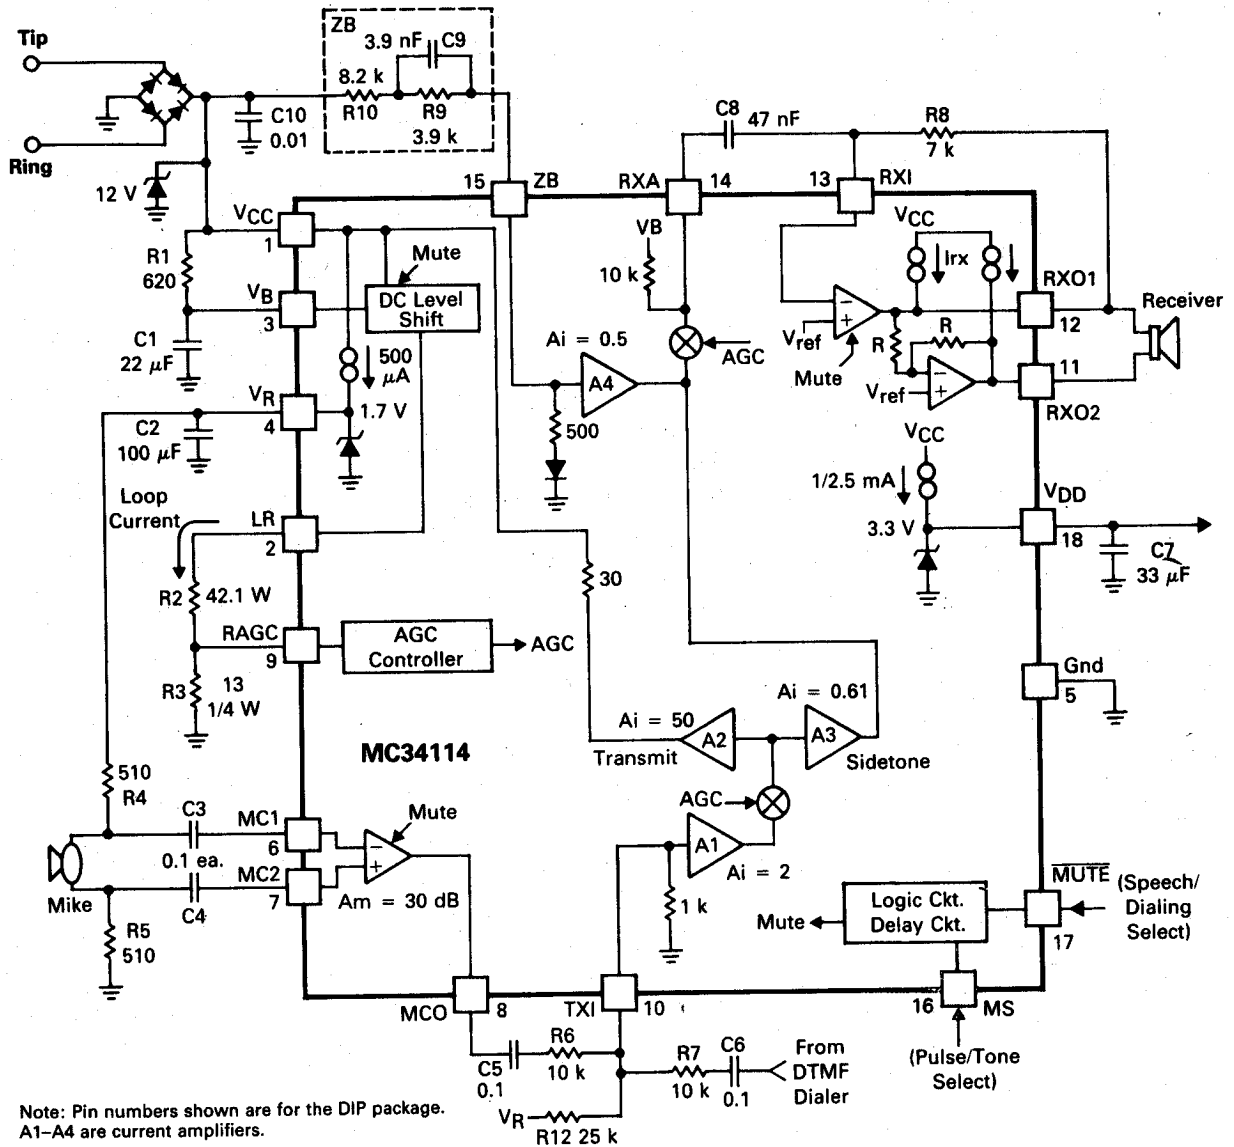 Tip
Ring
12 V
ZB
3.9 nF C9
8.2 k
R10
R9
3.9 k
C10
0.01
C8
47 nF
R8
7 k
15
ZB
RXA
14
13
RXI
VCC
1
R1
620
VB
3
C1
22 μF
Mute
DC Level
Shift
500
μA
1.7 V
VR
4
C2
100 μF
VB
10 k
Ai = 0.5
A4
500
AGC
VCC
Irx
Vref
Mute
R
R
Vref
RXO1
12
Receiver
11
RXO2
VCC
1/2.5 mA
3.3 V
VDD
18
C7
33 μF
Loop
Current
LR
2
R2
42.1 W
RAGC
9
AGC
Controller
AGC
R3
13
1/4 W
30
Gnd
5
Ai = 0.61
Ai = 50
A2
A3
Transmit
Sidetone
MC34114
510
R4
AGC
A1
Ai = 2
1 k
C3
MC1
6
0.1 ea.
MC2
7
C4
Mike
R5
510
Mute
Am = 30 dB
Logic Ckt.
Delay Ckt.
Mute
MUTE
17
(Speech/
Dialing
Select)
MCO
8
TXI
10
16
MS
(Pulse/Tone
Select)
C5
0.1
R6
10 k
R7
10 k
C6
0.1
From
DTMF
Dialer
VR
R12 25 k
Note: Pin numbers shown are for the DIP package.
A1–A4 are current amplifiers.